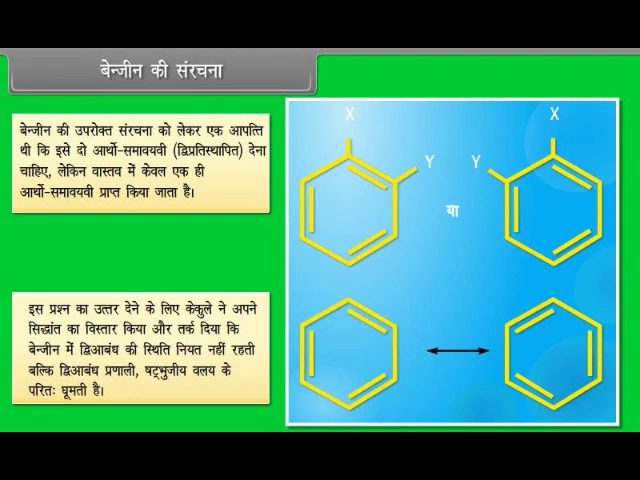 बेन्जीन की संरचना
बेन्जीन की उपरोक्त संरचना को लेकर एक आपत्ति
थी कि इसे दो आर्थो-समावयवी (द्विप्रतिस्थापित) देना
चाहिए, लेकिन वास्तव में केवल एक ही
आर्थो-समावयवी प्राप्त किया जाता है।
X
X
Y
Y
या
इस प्रश्न का उत्तर देने के लिए केकुले ने अपने
सिद्धांत का विस्तार किया और तर्क दिया कि
बेन्जीन में द्विआबंध की स्थिति नियत नहीं रहती
बल्कि द्विआबंध प्रणाली, षट्भुजीय वलय के
परितः घूमती है।